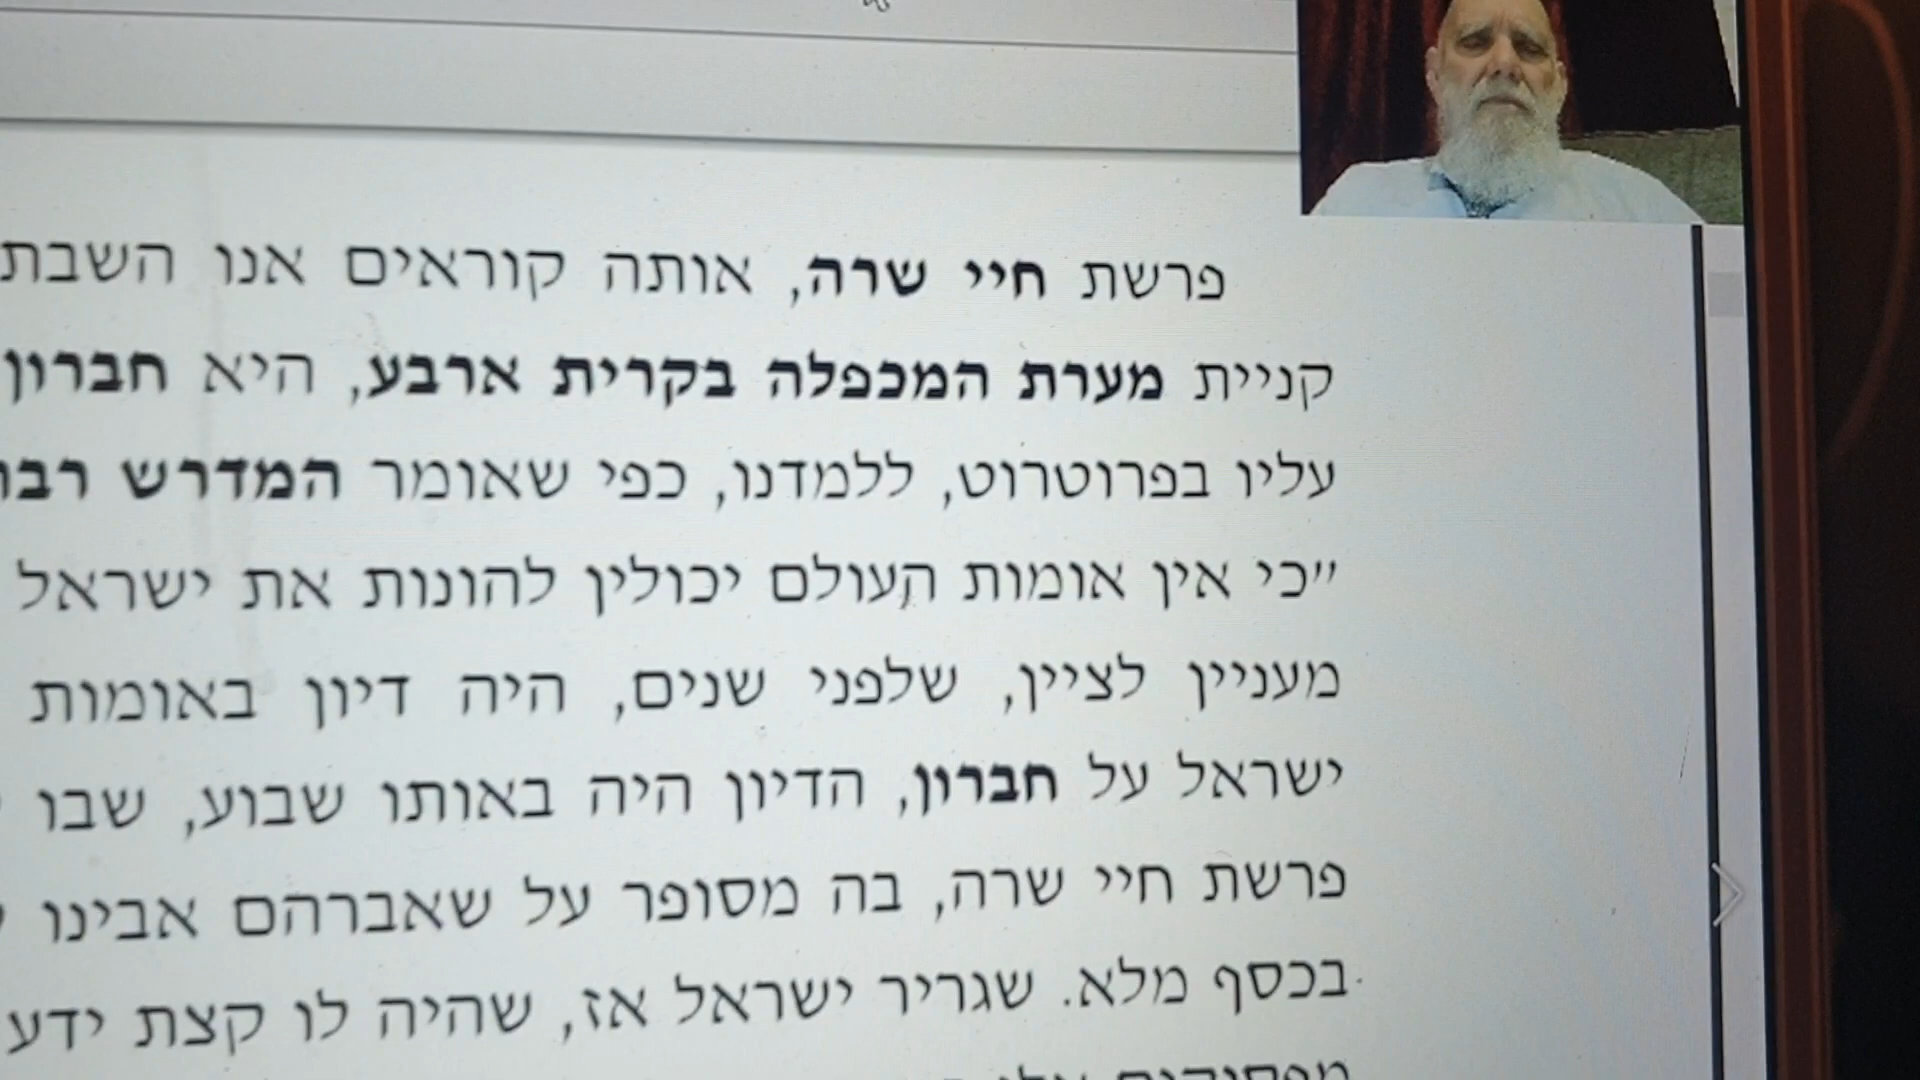 פרשת חיי שרה, אותה קוראים אנו השבת
קניית מערת המכפלה בקרית ארבע, היא חברון
עליו בפרוטרוט, ללמדנו, כפי שאומר המדרש
״כי אין אומות העולם יכולין להונות את ישראל
מעניין לציין, שלפני שנים, היה דיון באומות
ישראל על חברון, הדיון היה באותו שבוע, שבו
פרשת חיי שרה, בה מסופר על שאברהם אבינו
בכסף מלא. שגריר ישראל אז, שהיה לו קצת ידע